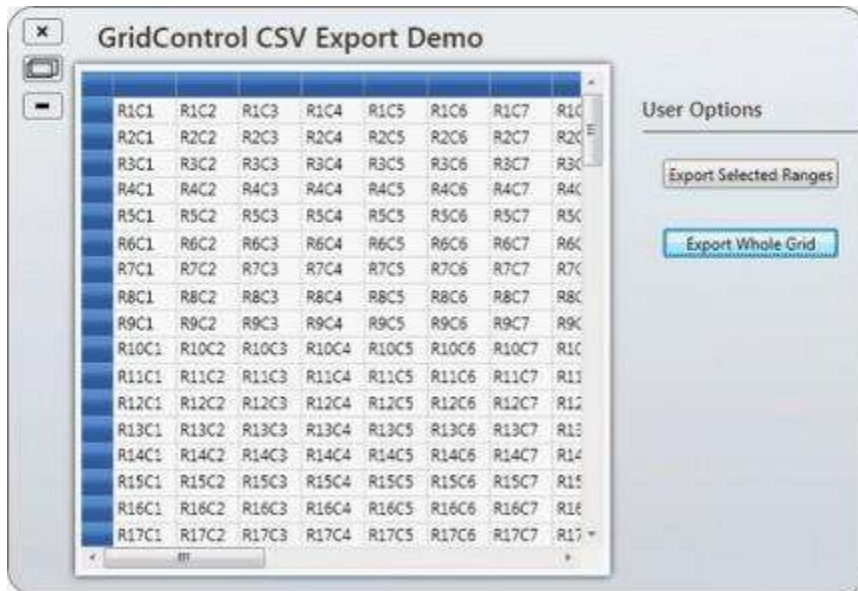 GridControl CSV Export Demo
R1C1 R1C2 R1C3 R1C4 R1C5 R1C6 R1C7
R2C1 R2C2 R2C3 R2C4 R2C5 R2C6 R2C7
R3C1 R3C2 R3C3 R3C4 R3C5 R3C6 R3C7
R4C1 R4C2 R4C3 R4C4 R4C5 R4C6 R4C7
R5C1 R5C2 R5C3 R5C4 R5C5 R5C6 R5C7
R6C1 R6C2 R6C3 R6C4 R6C5 R6C6 R6C7
R7C1 R7C2 R7C3 R7C4 R7C5 R7C6 R7C7
R8C1 R8C2 R8C3 R8C4 R8C5 R8C6 R8C7
R9C1 R9C2 R9C3 R9C4 R9C5 R9C6 R9C7
R10C1 R10C2 R10C3 R10C4 R10C5 R10C6 R10C7
R11C1 R11C2 R11C3 R11C4 R11C5 R11C6 R11C7
R12C1 R12C2 R12C3 R12C4 R12C5 R12C6 R12C7
R13C1 R13C2 R13C3 R13C4 R13C5 R13C6 R13C7
R14C1 R14C2 R14C3 R14C4 R14C5 R14C6 R14C7
R15C1 R15C2 R15C3 R15C4 R15C5 R15C6 R15C7
R16C1 R16C2 R16C3 R16C4 R16C5 R16C6 R16C7
R17C1 R17C2 R17C3 R17C4 R17C5 R17C6 R17C7
User Options
Export Selected Ranges
Export Whole Grid